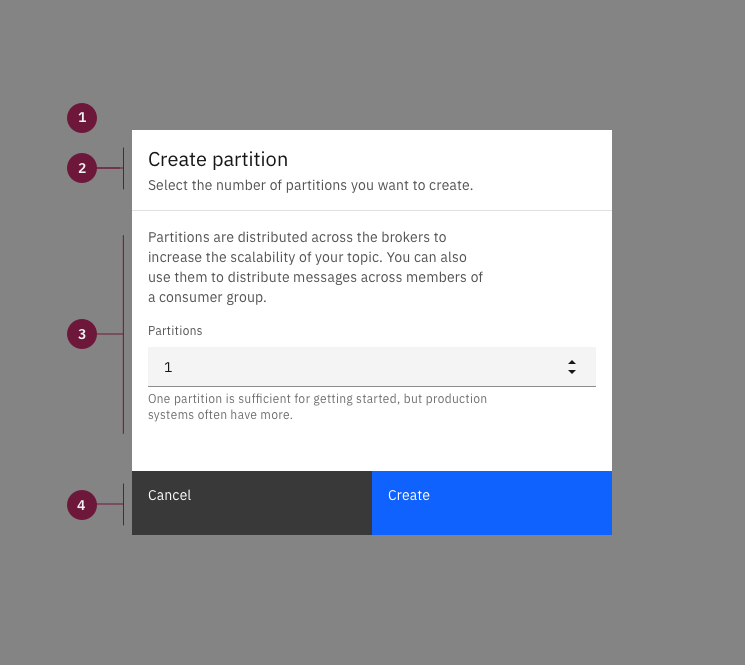 1
2
Create partition
Select the number of partitions you want to create.
3
Partitions are distributed across the brokers to
increase the scalability of your topic. You can also
use them to distribute messages across members of
a consumer group.
Partitions
1
One partition is sufficient for getting started, but production
systems often have more.
4
Cancel
Create